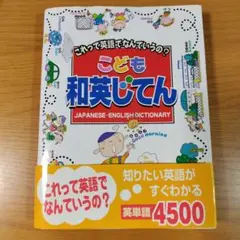 これって英語でなんていうの?
こども
和英じてん
JAPANESE-ENGLISH DICTIONARY
Good morning
これって英語で
なんていうの?
知りたい英語が
すぐわかる
英単語4500